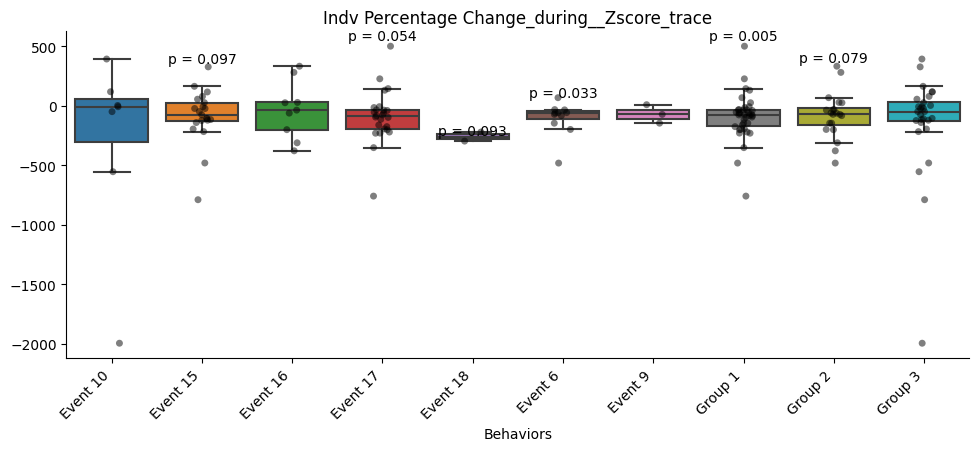 Indv Percentage Change_during__Zscore_trace
p = 0.097
p = 0.054
p = 0.093
p = 0.033
p = 0.005
p = 0.079
500
0
−500
−1000
−1500
−2000
Event 10
Event 15
Event 16
Event 17
Event 18
Event 6
Event 9
Group 1
Group 2
Group 3
Behaviors